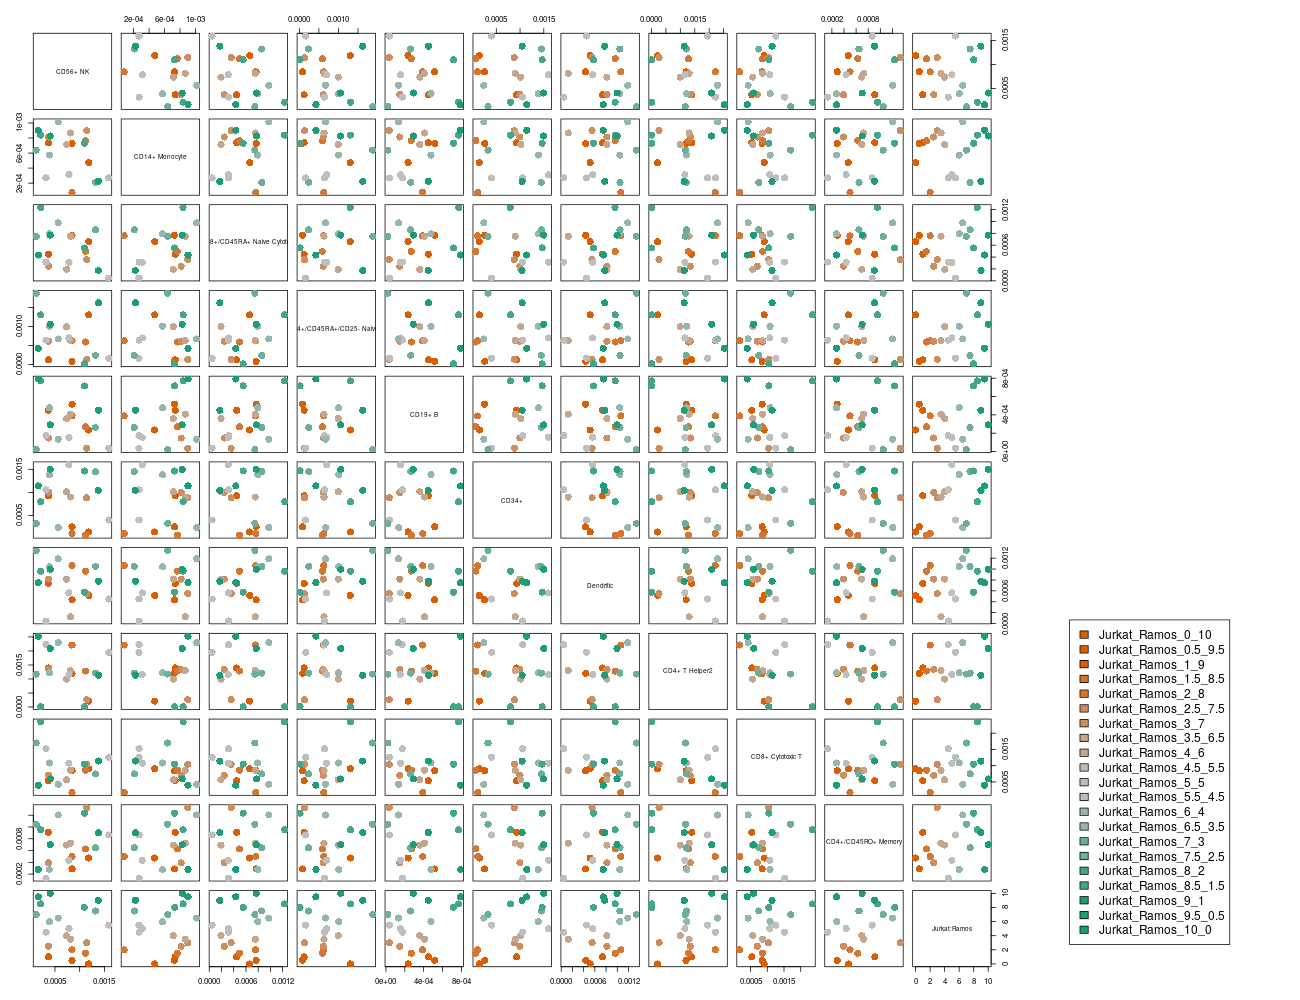 2e-04 6e-04 1e-03
0.0000 0.0010
0.0005 0.0015
0.0000 0.0015
0.0002 0.0008
CD56+ NK
0.0005 0.0015
2e-04 6e-04 1e-03
CD14+ Monocyte
8+/CD45RA+ Naive Cytot
0.0000 0.0006 0.0012
0.0000 0.0010
4+/CD45RA+/CD25- Naiv
CD19+ B
0e+00 4e-04 8e-04
0.0005 0.0015
CD34+
Dendritic
0.0000 0.0006 0.0012
0.0000 0.0015
CD4+ T Helper2
CD8+ Cytotoxic T
0.0005 0.0015
0.0002 0.0008
CD4+/CD45RO+ Memory
Jurkat:Ramos
0 2 4 6 8 10
0.0005 0.0015
0.0000 0.0006 0.0012
0e+00 4e-04 8e-04
0.0000 0.0006 0.0012
0.0005 0.0015
0 2 4 6 8 10
Jurkat_Ramos_0_10
Jurkat_Ramos_0.5_9.5
Jurkat_Ramos_1_9
Jurkat_Ramos_1.5_8.5
Jurkat_Ramos_2_8
Jurkat_Ramos_2.5_7.5
Jurkat_Ramos_3_7
Jurkat_Ramos_3.5_6.5
Jurkat_Ramos_4_6
Jurkat_Ramos_4.5_5.5
Jurkat_Ramos_5_5
Jurkat_Ramos_5.5_4.5
Jurkat_Ramos_6_4
Jurkat_Ramos_6.5_3.5
Jurkat_Ramos_7_3
Jurkat_Ramos_7.5_2.5
Jurkat_Ramos_8_2
Jurkat_Ramos_8.5_1.5
Jurkat_Ramos_9_1
Jurkat_Ramos_9.5_0.5
Jurkat_Ramos_10_0